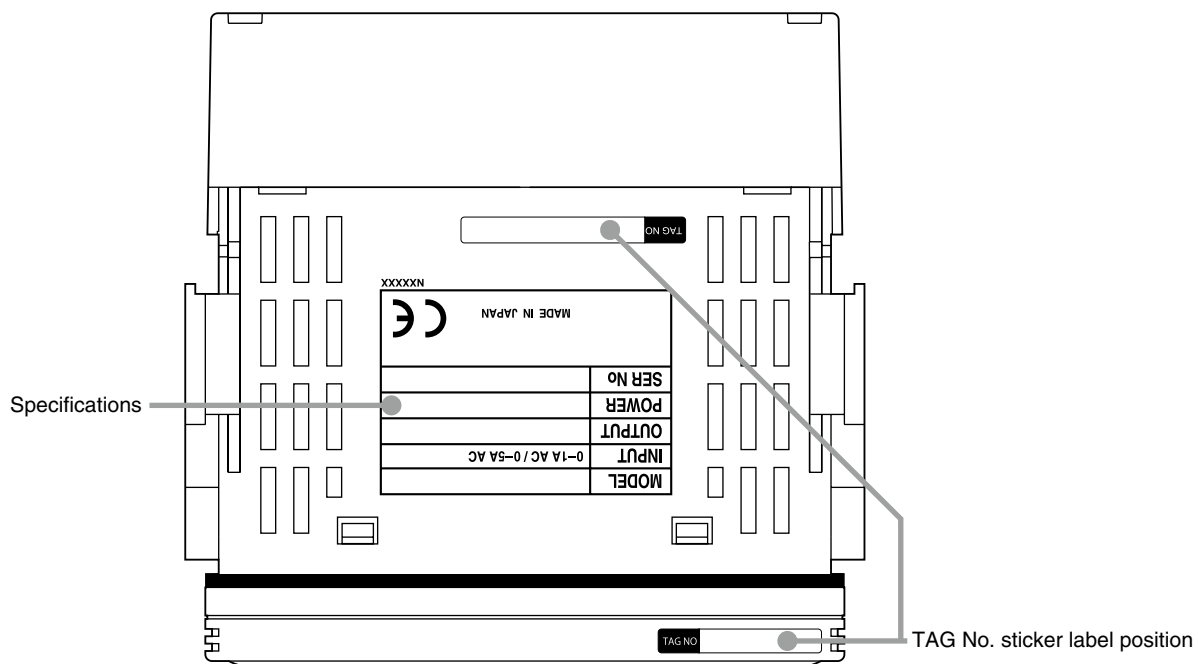 TAG NO
NXXXXX
CE
MADE IN JAPAN
SER No
POWER
OUTPUT
INPUT 0–1A AC / 0–5A AC
MODEL
Specifications
TAG NO
TAG No. sticker label position